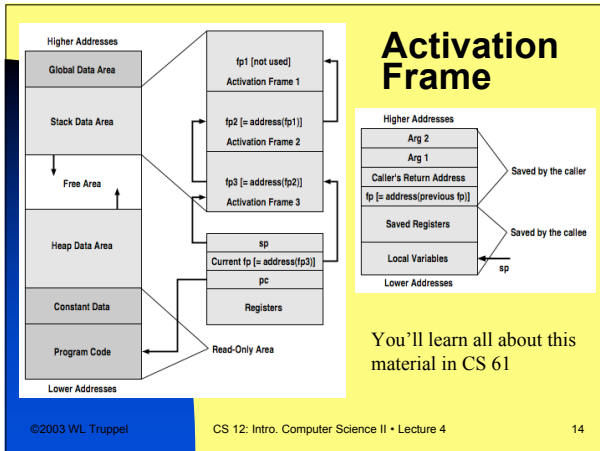 Activation
Frame
Higher Addresses
Global Data Area
Stack Data Area
Free Area
Heap Data Area
Constant Data
Program Code
Lower Addresses
Read-Only Area
fp1 [not used]
Activation Frame 1
fp2 [= address(fp1)]
Activation Frame 2
fp3 [= address(fp2)]
Activation Frame 3
sp
Current fp [= address(fp3)]
pc
Registers
Higher Addresses
Arg 2
Arg 1
Caller's Return Address
fp [= address(previous fp)]
Saved Registers
Local Variables
Lower Addresses
Saved by the caller
Saved by the callee
sp
You'll learn all about this
material in CS 61
©2003 WL Truppel
CS 12: Intro. Computer Science II • Lecture 4
14